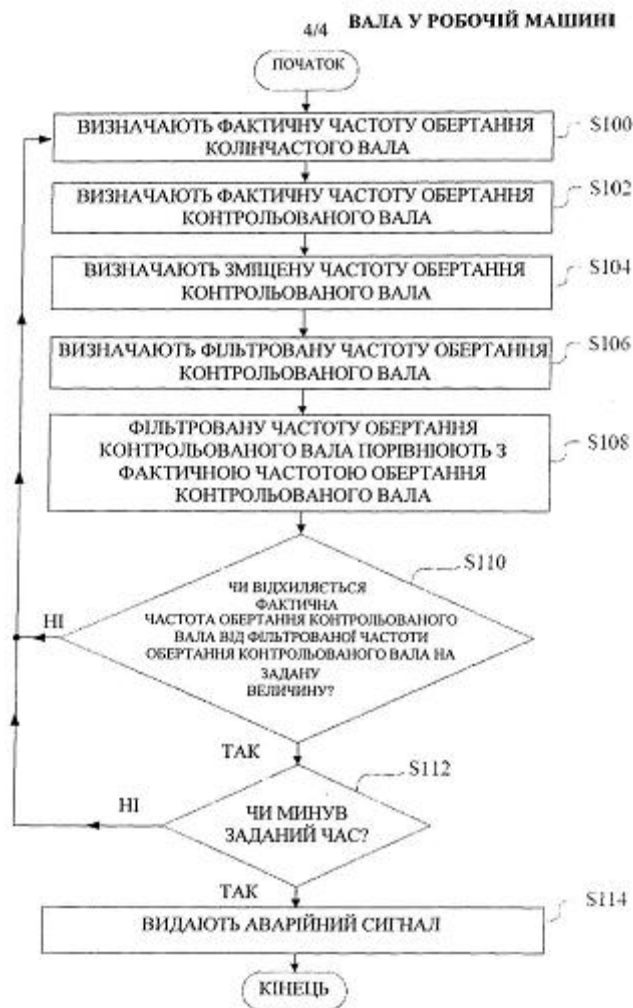 ВАЛА У РОБОЧІЙ МАШИНІ
4/4
ПОЧАТОК
ВИЗНАЧАЮТЬ ФАКТИЧНУ ЧАСТОТУ ОБЕРТАННЯ
КОЛІНЧАСТОГО ВАЛА
S100
ВИЗНАЧАЮТЬ ФАКТИЧНУ ЧАСТОТУ ОБЕРТАННЯ
КОНТРОЛЬОВАНОГО ВАЛА
S102
ВИЗНАЧАЮТЬ ЗМІЩЕНУ ЧАСТОТУ ОБЕРТАННЯ
КОНТРОЛЬОВАНОГО ВАЛА
S104
ВИЗНАЧАЮТЬ ФІЛЬТРОВАНУ ЧАСТОТУ ОБЕРТАННЯ
КОНТРОЛЬОВАНОГО ВАЛА
S106
ФІЛЬТРОВАНУ ЧАСТОТУ ОБЕРТАННЯ
КОНТРОЛЬОВАНОГО ВАЛА ПОРІВНЮЮТЬ З
ФАКТИЧНОЮ ЧАСТОТОЮ ОБЕРТАННЯ
КОНТРОЛЬОВАНОГО ВАЛА
S108
S110
ЧИ ВІДХИЛЯЄТЬСЯ
ФАКТИЧНА
ЧАСТОТА ОБЕРТАННЯ КОНТРОЛЬОВАНОГО
ВАЛА ВІД ФІЛЬТРОВАНОЇ ЧАСТОТИ
ОБЕРТАННЯ КОНТРОЛЬОВАНОГО ВАЛА НА
ЗАДАНУ
ВЕЛИЧИНУ?
НІ
ТАК
S112
ЧИ МИНУВ
ЗАДАНИЙ ЧАС?
НІ
ТАК
S114
ВИДАЮТЬ АВАРІЙНИЙ СИГНАЛ
КІНЕЦЬ